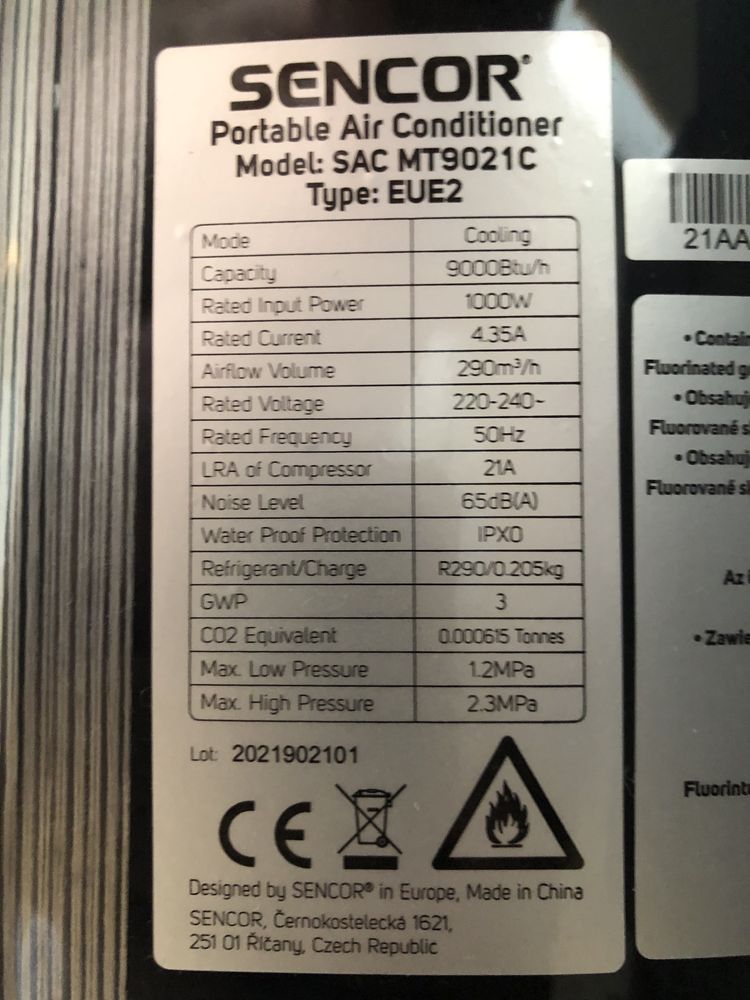 SENCOR®
Portable Air Conditioner
Model: SAC MT9021C
Type: EUE2
Mode Cooling
Capacity 9000Btu/h
Rated Input Power 1000W
Rated Current 4.35A
Airflow Volume 290m³/h
Rated Voltage 220-240~
Rated Frequency 50Hz
LRA of Compressor 21A
Noise Level 65dB(A)
Water Proof Protection IPX0
Refrigerant/Charge R290/0.205kg
GWP 3
CO2 Equivalent 0.000615 Tonnes
Max. Low Pressure 1.2MPa
Max. High Pressure 2.3MPa
Lot: 2021902101
CE
Designed by SENCOR® in Europe, Made in China
SENCOR, Černokostelecká 1621,
251 01 Říčany, Czech Republic
21AA
• Contain
Fluorinated g
• Obsahuj
Fluorované s
• Obsahuj
Fluorované sl
Az
• Zawie
Fluorint